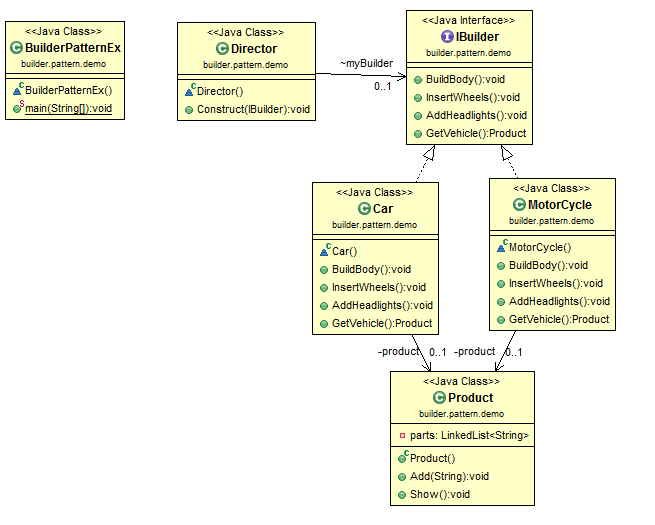 <<Java Class>>
BuilderPatternEx
builder.pattern.demo
BuilderPatternEx()
main(String[]):void
<<Java Class>>
Director
builder.pattern.demo
Director()
Construct(IBuilder):void
~myBuilder
0..1
<<Java Interface>>
IBuilder
builder.pattern.demo
BuildBody():void
InsertWheels():void
AddHeadlights():void
GetVehicle():Product
<<Java Class>>
Car
builder.pattern.demo
Car()
BuildBody():void
InsertWheels():void
AddHeadlights():void
GetVehicle():Product
<<Java Class>>
MotorCycle
builder.pattern.demo
MotorCycle()
BuildBody():void
InsertWheels():void
AddHeadlights():void
GetVehicle():Product
-product 0..1
-product 0..1
<<Java Class>>
Product
builder.pattern.demo
parts: LinkedList<String>
Product()
Add(String):void
Show():void